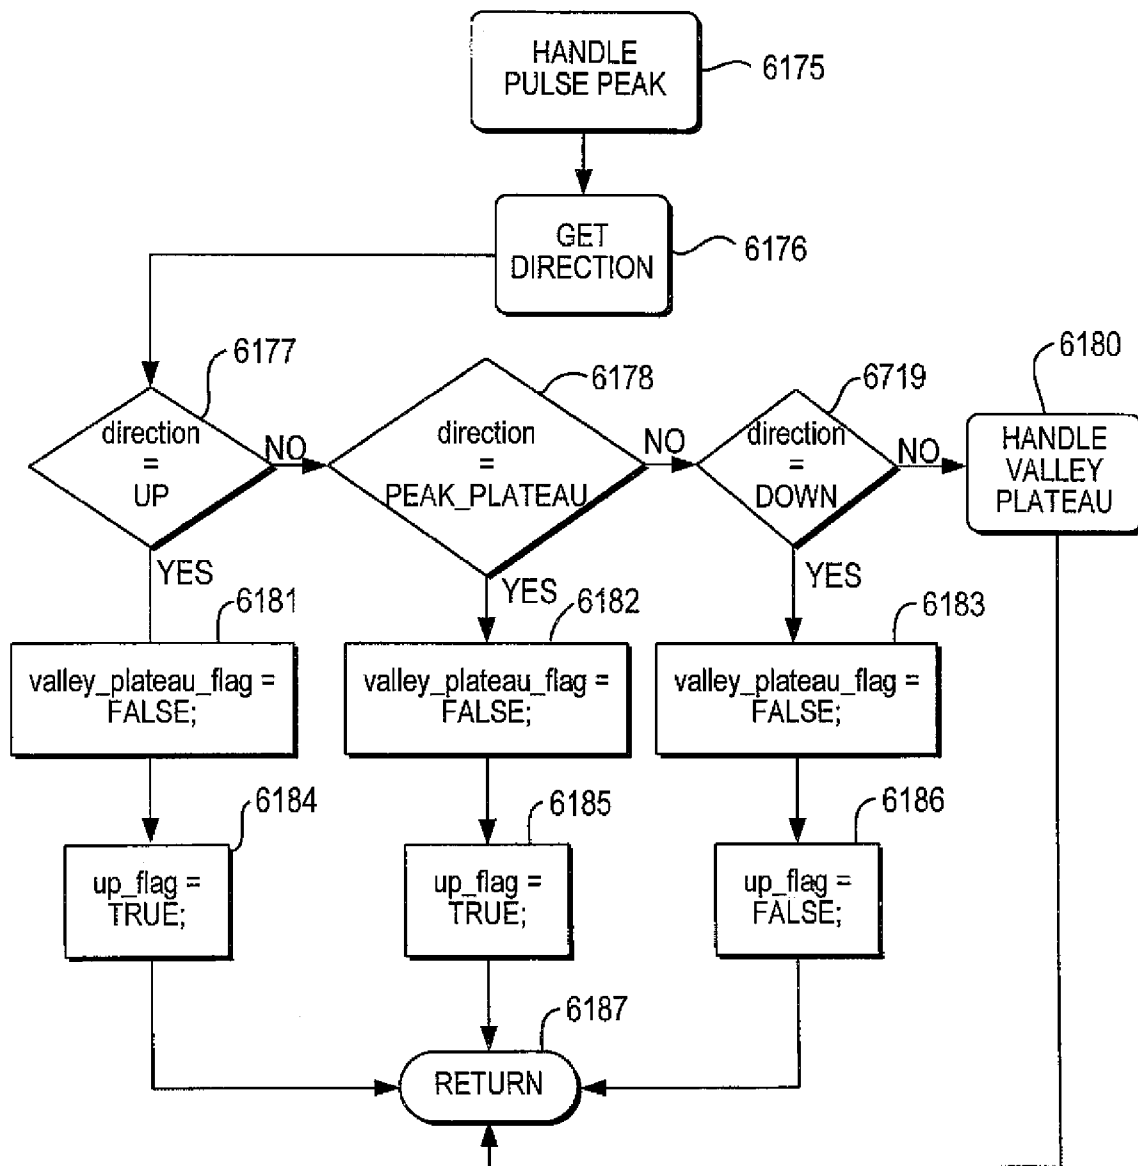 HANDLE
PULSE PEAK
6175
GET
DIRECTION
6176
6177
direction
=
UP
NO
YES
6178
direction
=
PEAK_PLATEAU
NO
YES
6719
direction
=
DOWN
NO
YES
6180
HANDLE
VALLEY
PLATEAU
6181
valley_plateau_flag =
FALSE;
6182
valley_plateau_flag =
FALSE;
6183
valley_plateau_flag =
FALSE;
6184
up_flag =
TRUE;
6185
up_flag =
TRUE;
6186
up_flag =
FALSE;
6187
RETURN